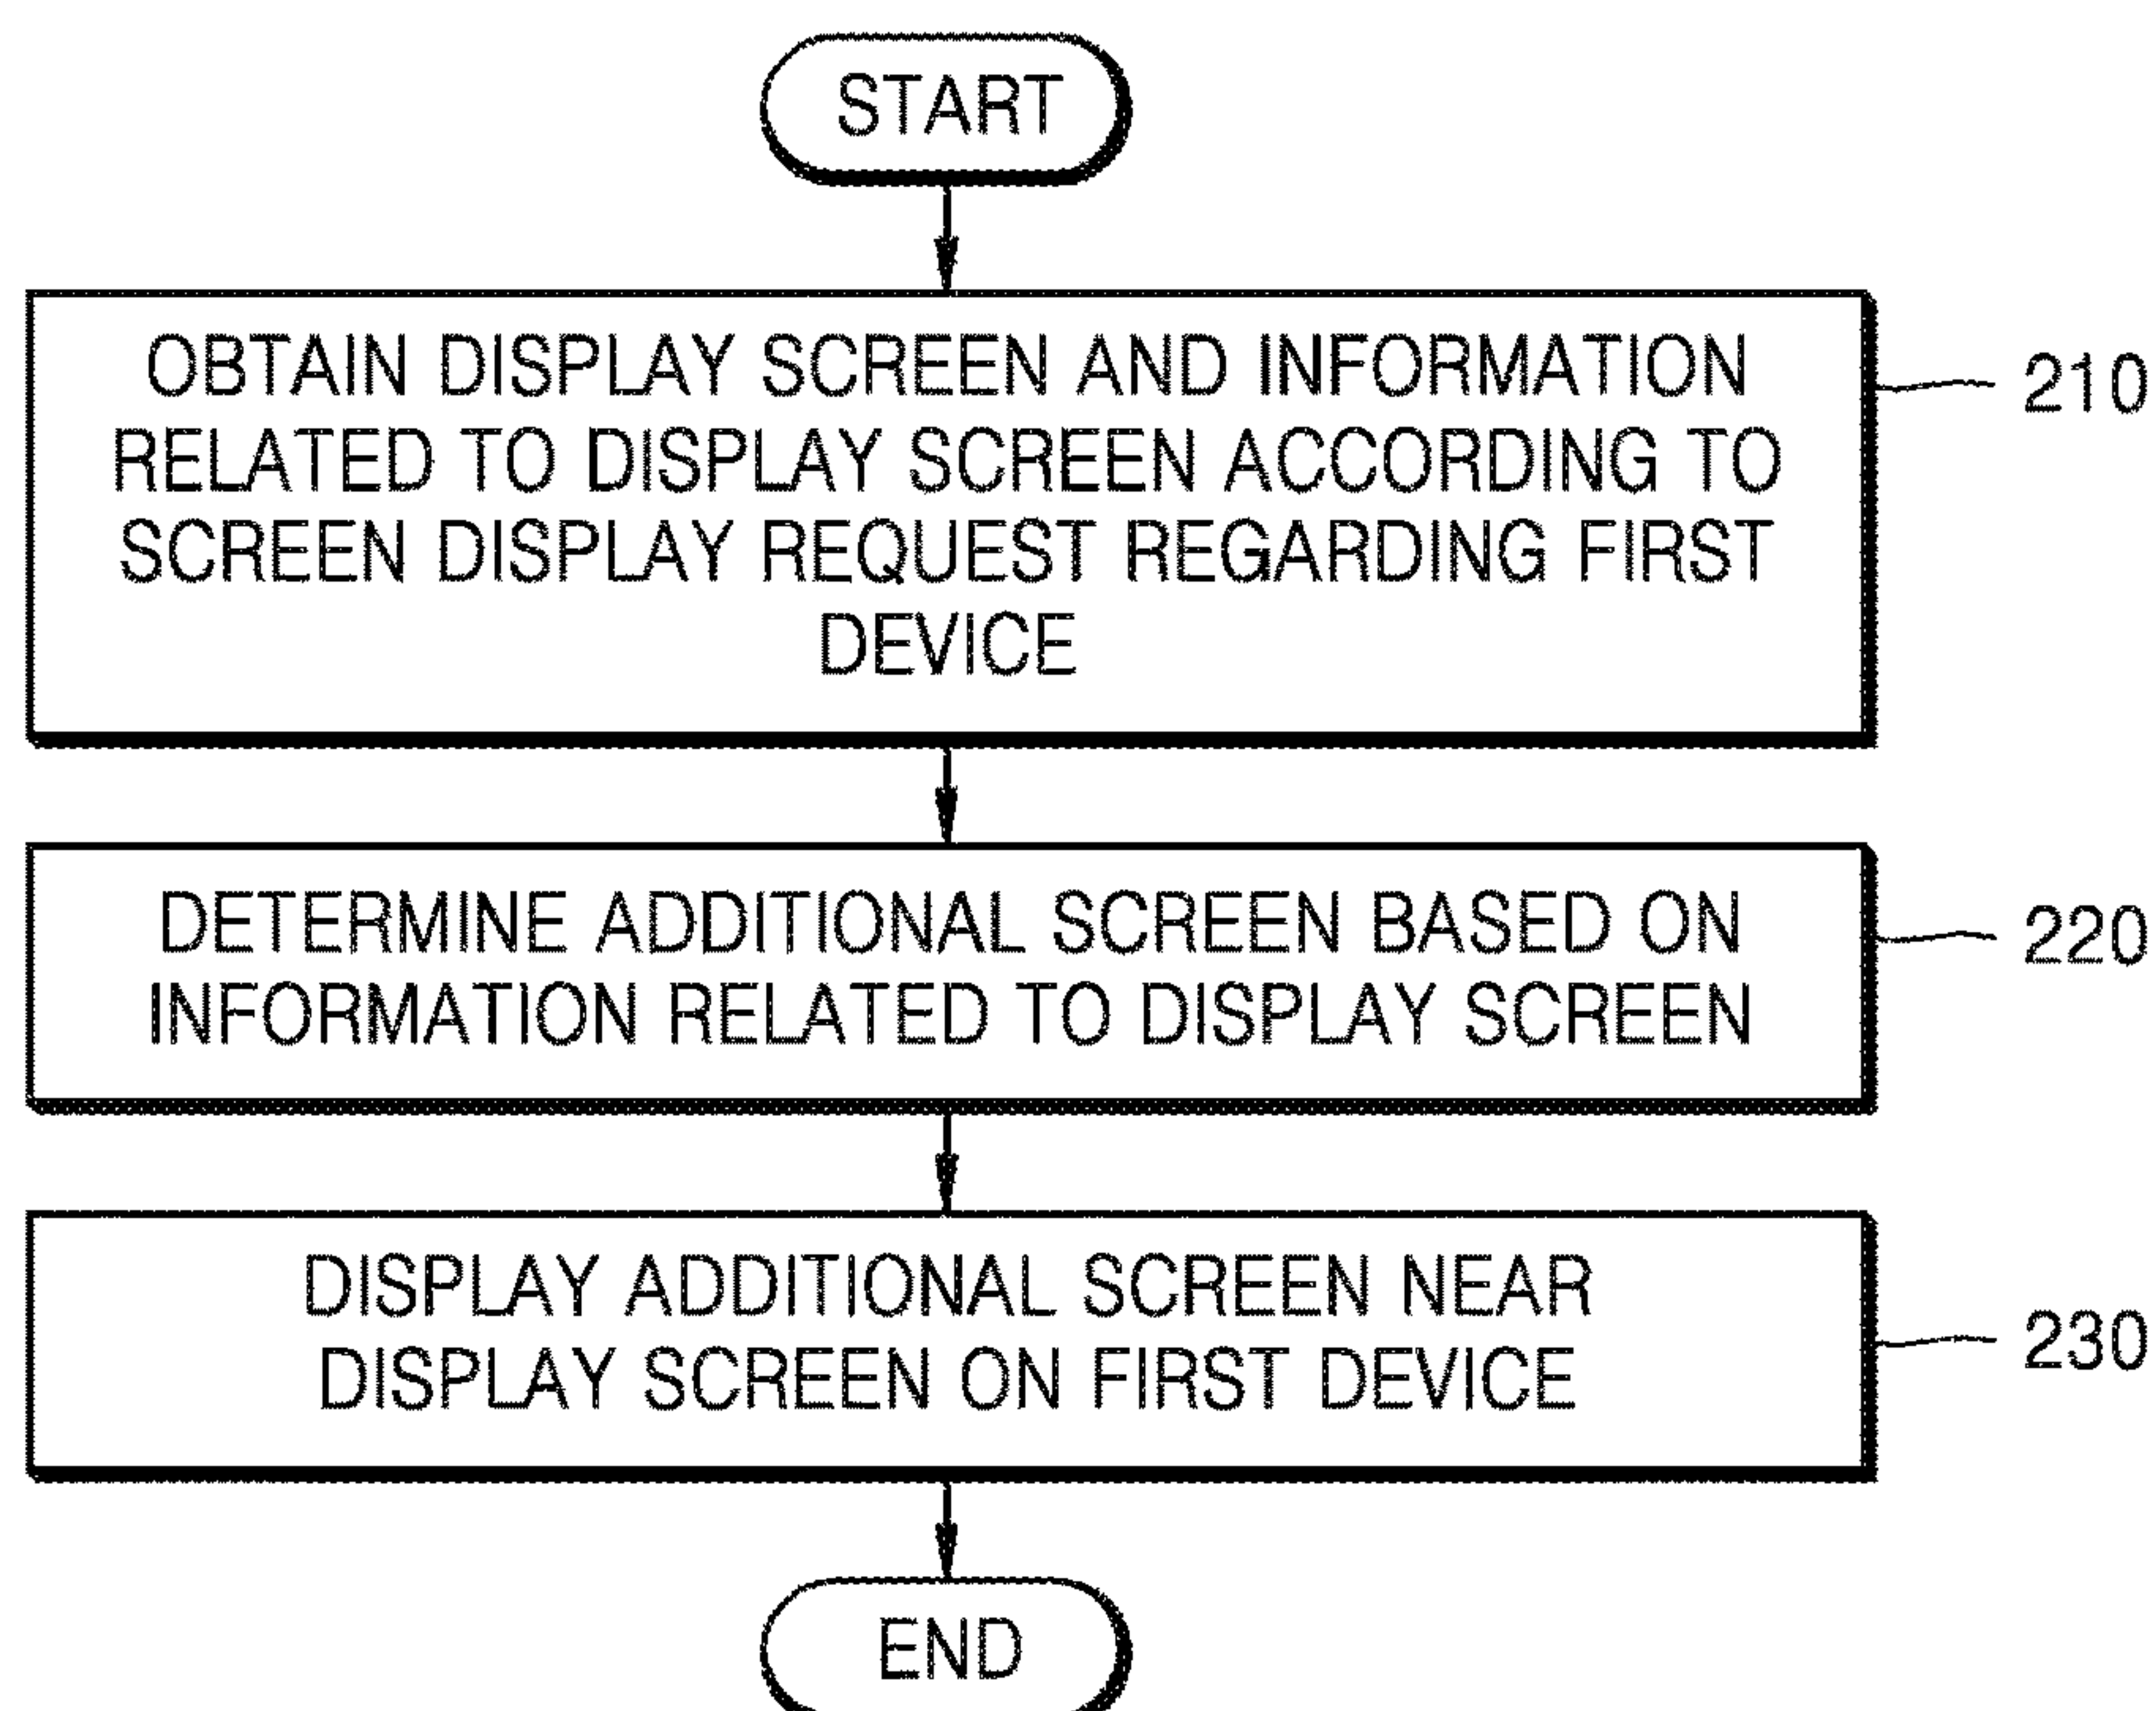 START
OBTAIN DISPLAY SCREEN AND INFORMATION
RELATED TO DISPLAY SCREEN ACCORDING TO
SCREEN DISPLAY REQUEST REGARDING FIRST
DEVICE
210
DETERMINE ADDITIONAL SCREEN BASED ON
INFORMATION RELATED TO DISPLAY SCREEN
220
DISPLAY ADDITIONAL SCREEN NEAR
DISPLAY SCREEN ON FIRST DEVICE
230
END